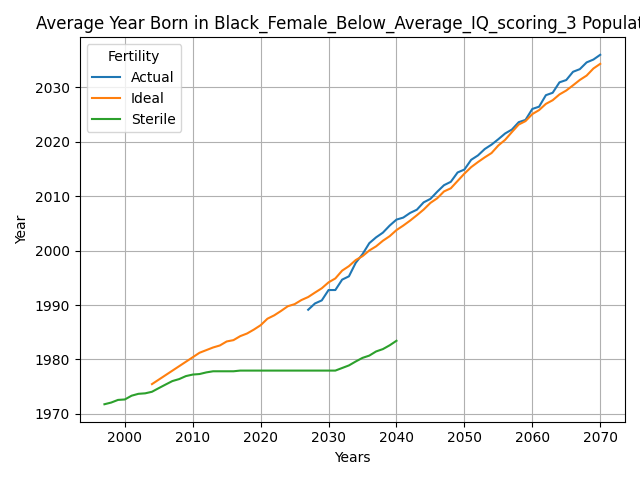 Average Year Born in Black_Female_Below_Average_IQ_scoring_3 Populat
Fertility
Actual
Ideal
Sterile
Year
2030
2020
2010
2000
1990
1980
1970
2000 2010 2020 2030 2040 2050 2060 2070
Years